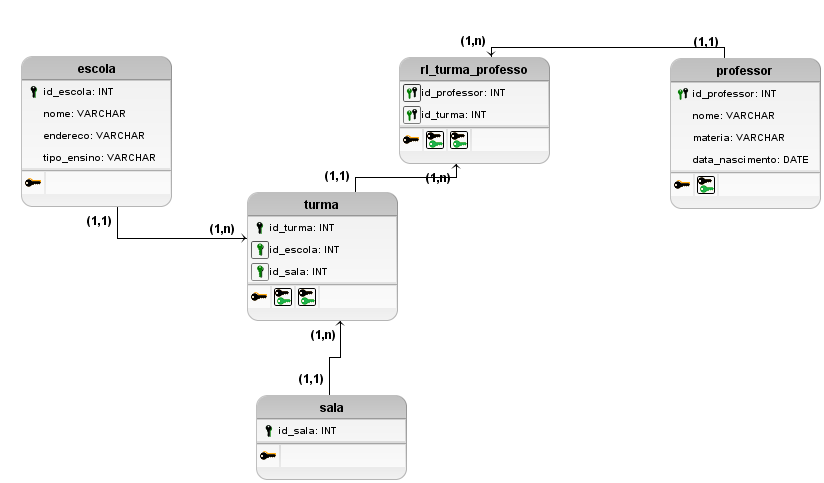 (1,n)
(1,1)
escola
id_escola: INT
nome: VARCHAR
endereco: VARCHAR
tipo_ensino: VARCHAR
rl_turma_professo
id_professor: INT
id_turma: INT
professor
id_professor: INT
nome: VARCHAR
materia: VARCHAR
data_nascimento: DATE
(1,1)
(1,n)
(1,1)
(1,n)
turma
id_turma: INT
id_escola: INT
id_sala: INT
(1,n)
(1,1)
sala
id_sala: INT